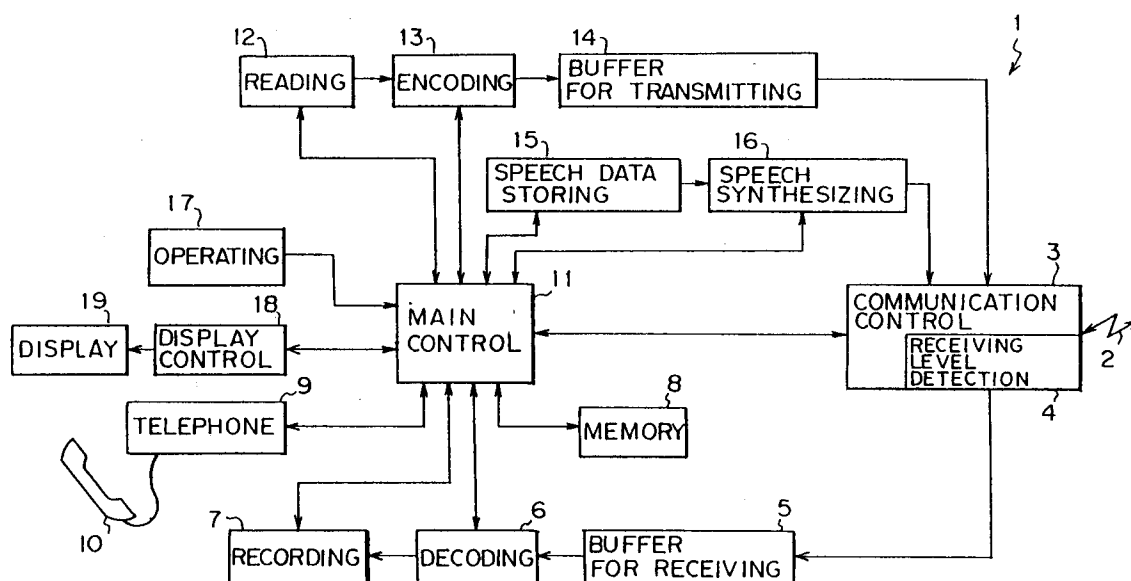 1
12
13
14
READING
ENCODING
BUFFER
FOR TRANSMITTING
15
16
SPEECH DATA
STORING
SPEECH
SYNTHESIZING
17
OPERATING
11
3
MAIN
CONTROL
COMMUNICATION
CONTROL
RECEIVING
LEVEL
DETECTION
2
4
19
18
DISPLAY
DISPLAY
CONTROL
9
TELEPHONE
8
MEMORY
10
7
6
5
RECORDING
DECODING
BUFFER
FOR RECEIVING